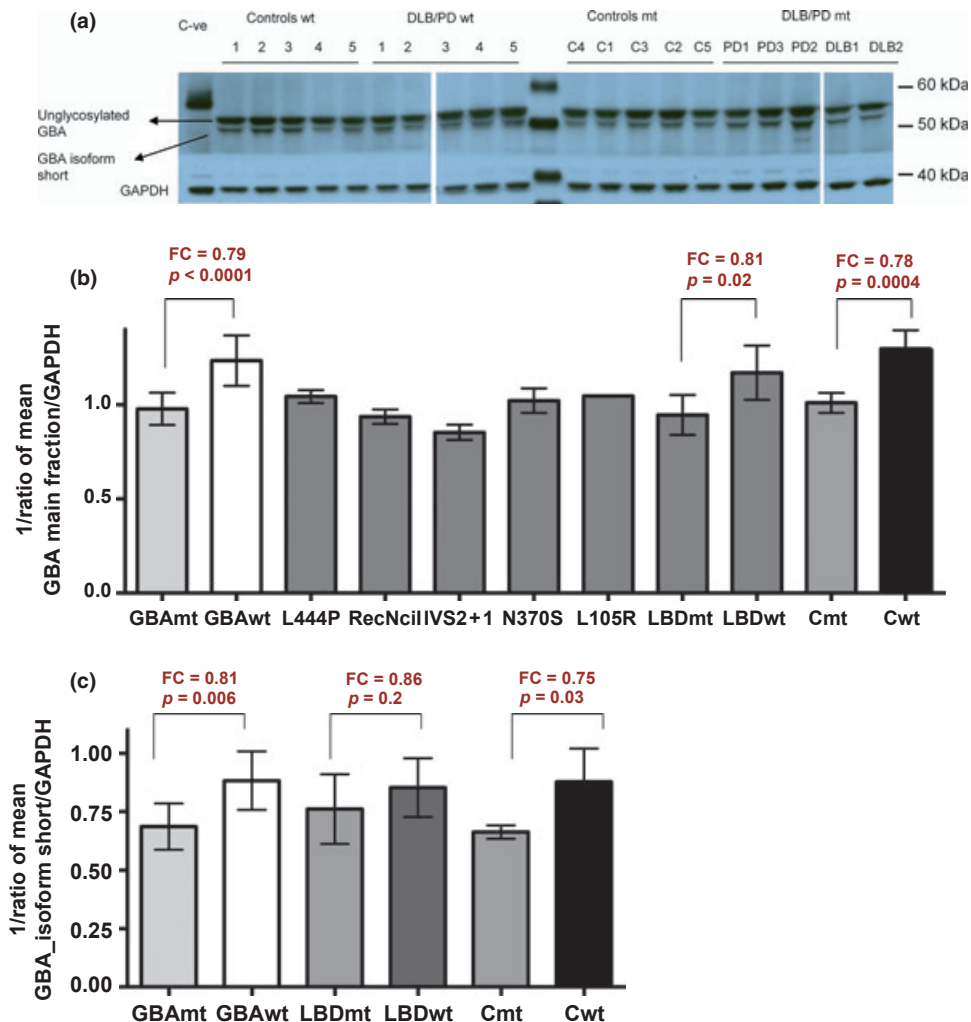 (a)
C-ve
Controls wt
DLB/PD wt
Controls mt
DLB/PD mt
1 2 3 4 5 1 2 3 4 5 C4 C1 C3 C2 C5 PD1 PD3 PD2 DLB1 DLB2
60 kDa
Unglycosylated
GBA
50 kDa
GBA isoform
short
40 kDa
GAPDH
(b)
FC = 0.79
p < 0.0001
FC = 0.81
p = 0.02
FC = 0.78
p = 0.0004
1/ratio of mean
GBA main fraction/GAPDH
1.0
0.5
0.0
GBAmt GBAwt L444P RecNcil IVS2+1 N370S L105R LBDmt LBDwt Cmt Cwt
(c)
FC = 0.81
p = 0.006
FC = 0.86
p = 0.2
FC = 0.75
p = 0.03
1/ratio of mean
GBA_isoform short/GAPDH
1.00
0.75
0.50
0.25
0.00
GBAmt GBAwt LBDmt LBDwt Cmt Cwt